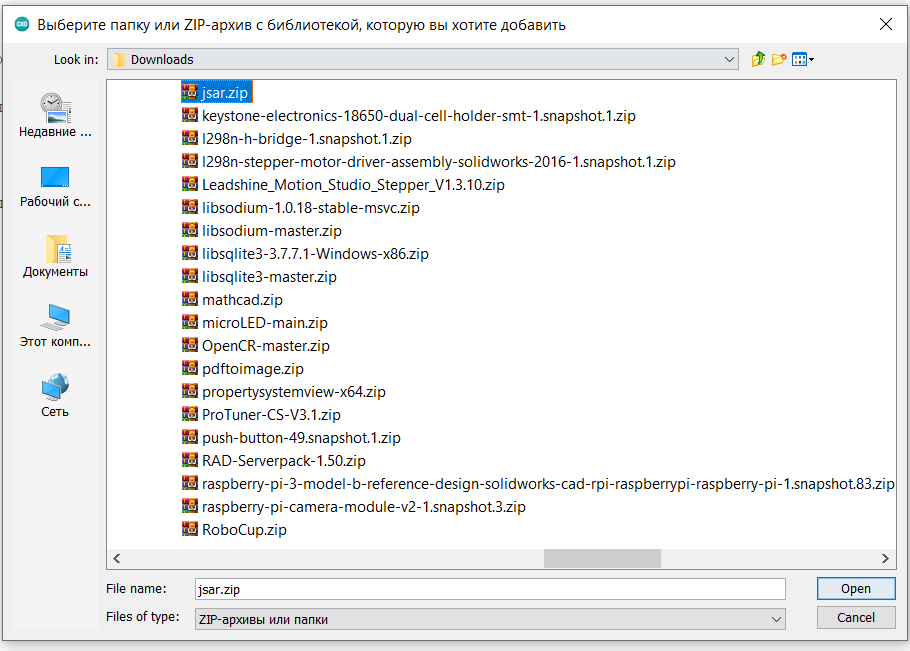 Выберите папку или ZIP-архив с библиотекой, которую вы хотите добавить
Look in: Downloads
Недавние ...
Рабочий с...
Документы
Этот комп...
Сеть
jsar.zip
keystone-electronics-18650-dual-cell-holder-smt-1.snapshot.1.zip
l298n-h-bridge-1.snapshot.1.zip
l298n-stepper-motor-driver-assembly-solidworks-2016-1.snapshot.1.zip
Leadshine_Motion_Studio_Stepper_V1.3.10.zip
libsodium-1.0.18-stable-msvc.zip
libsodium-master.zip
libsqlite3-3.7.7.1-Windows-x86.zip
libsqlite3-master.zip
mathcad.zip
microLED-main.zip
OpenCR-master.zip
pdftoimage.zip
propertysystemview-x64.zip
ProTuner-CS-V3.1.zip
push-button-49.snapshot.1.zip
RAD-Serverpack-1.50.zip
raspberry-pi-3-model-b-reference-design-solidworks-cad-rpi-raspberrypi-raspberry-pi-1.snapshot.83.zip
raspberry-pi-camera-module-v2-1.snapshot.3.zip
RoboCup.zip
File name: jsar.zip Open
Files of type: ZIP-архивы или папки Cancel